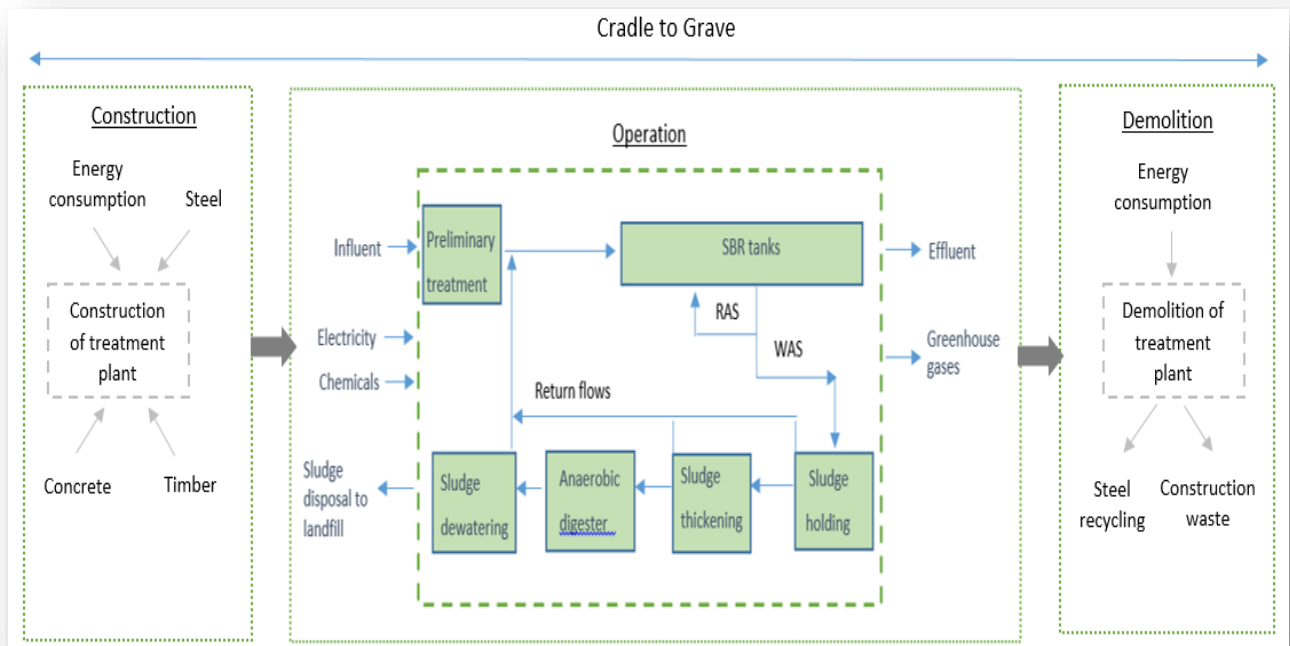 Cradle to Grave
Construction
Energy
consumption
Steel
Construction
of treatment
plant
Concrete
Timber
Operation
Influent
Electricity
Chemicals
Sludge
disposal to
landfill
Preliminary
treatment
SBR tanks
RAS
WAS
Return flows
Sludge
dewatering
Anaerobic
digester
Sludge
thickening
Sludge
holding
Effluent
Greenhouse
gases
Demolition
Energy
consumption
Demolition of
treatment
plant
Steel
recycling
Construction
waste